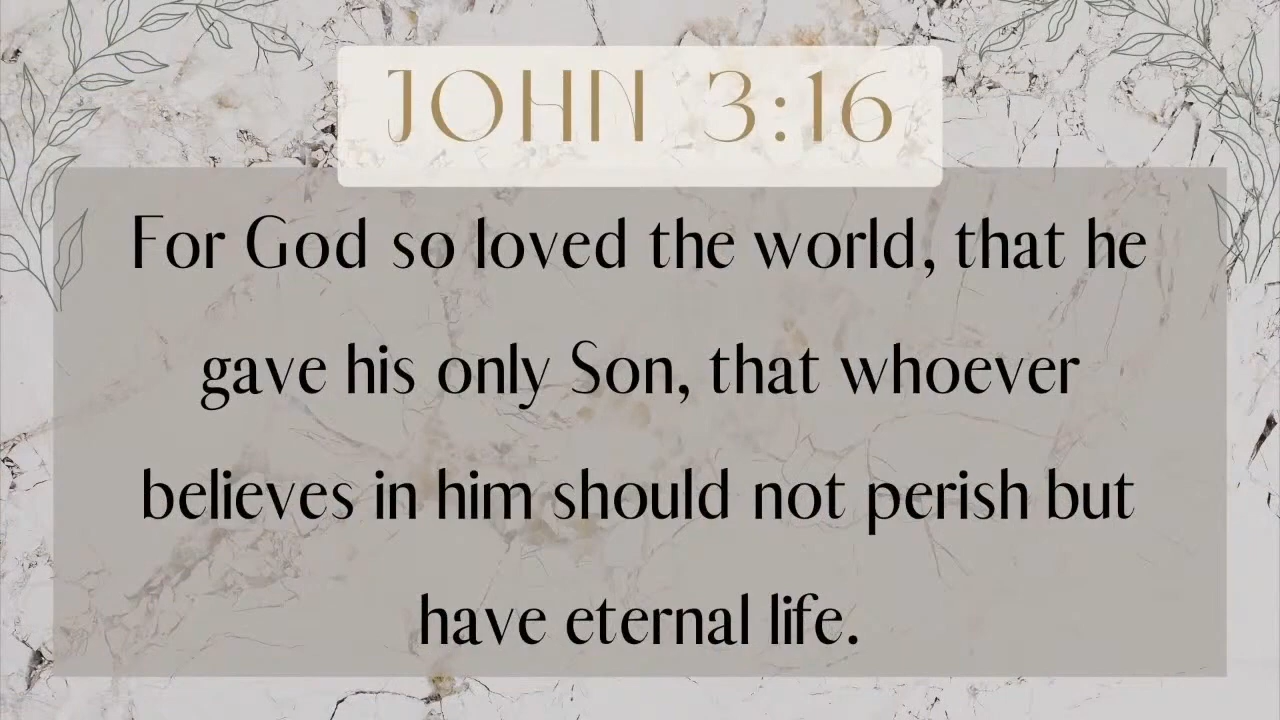 JOHN 3:16
For God so loved the world, that he
gave his only Son, that whoever
believes in him should not perish but
have eternal life.